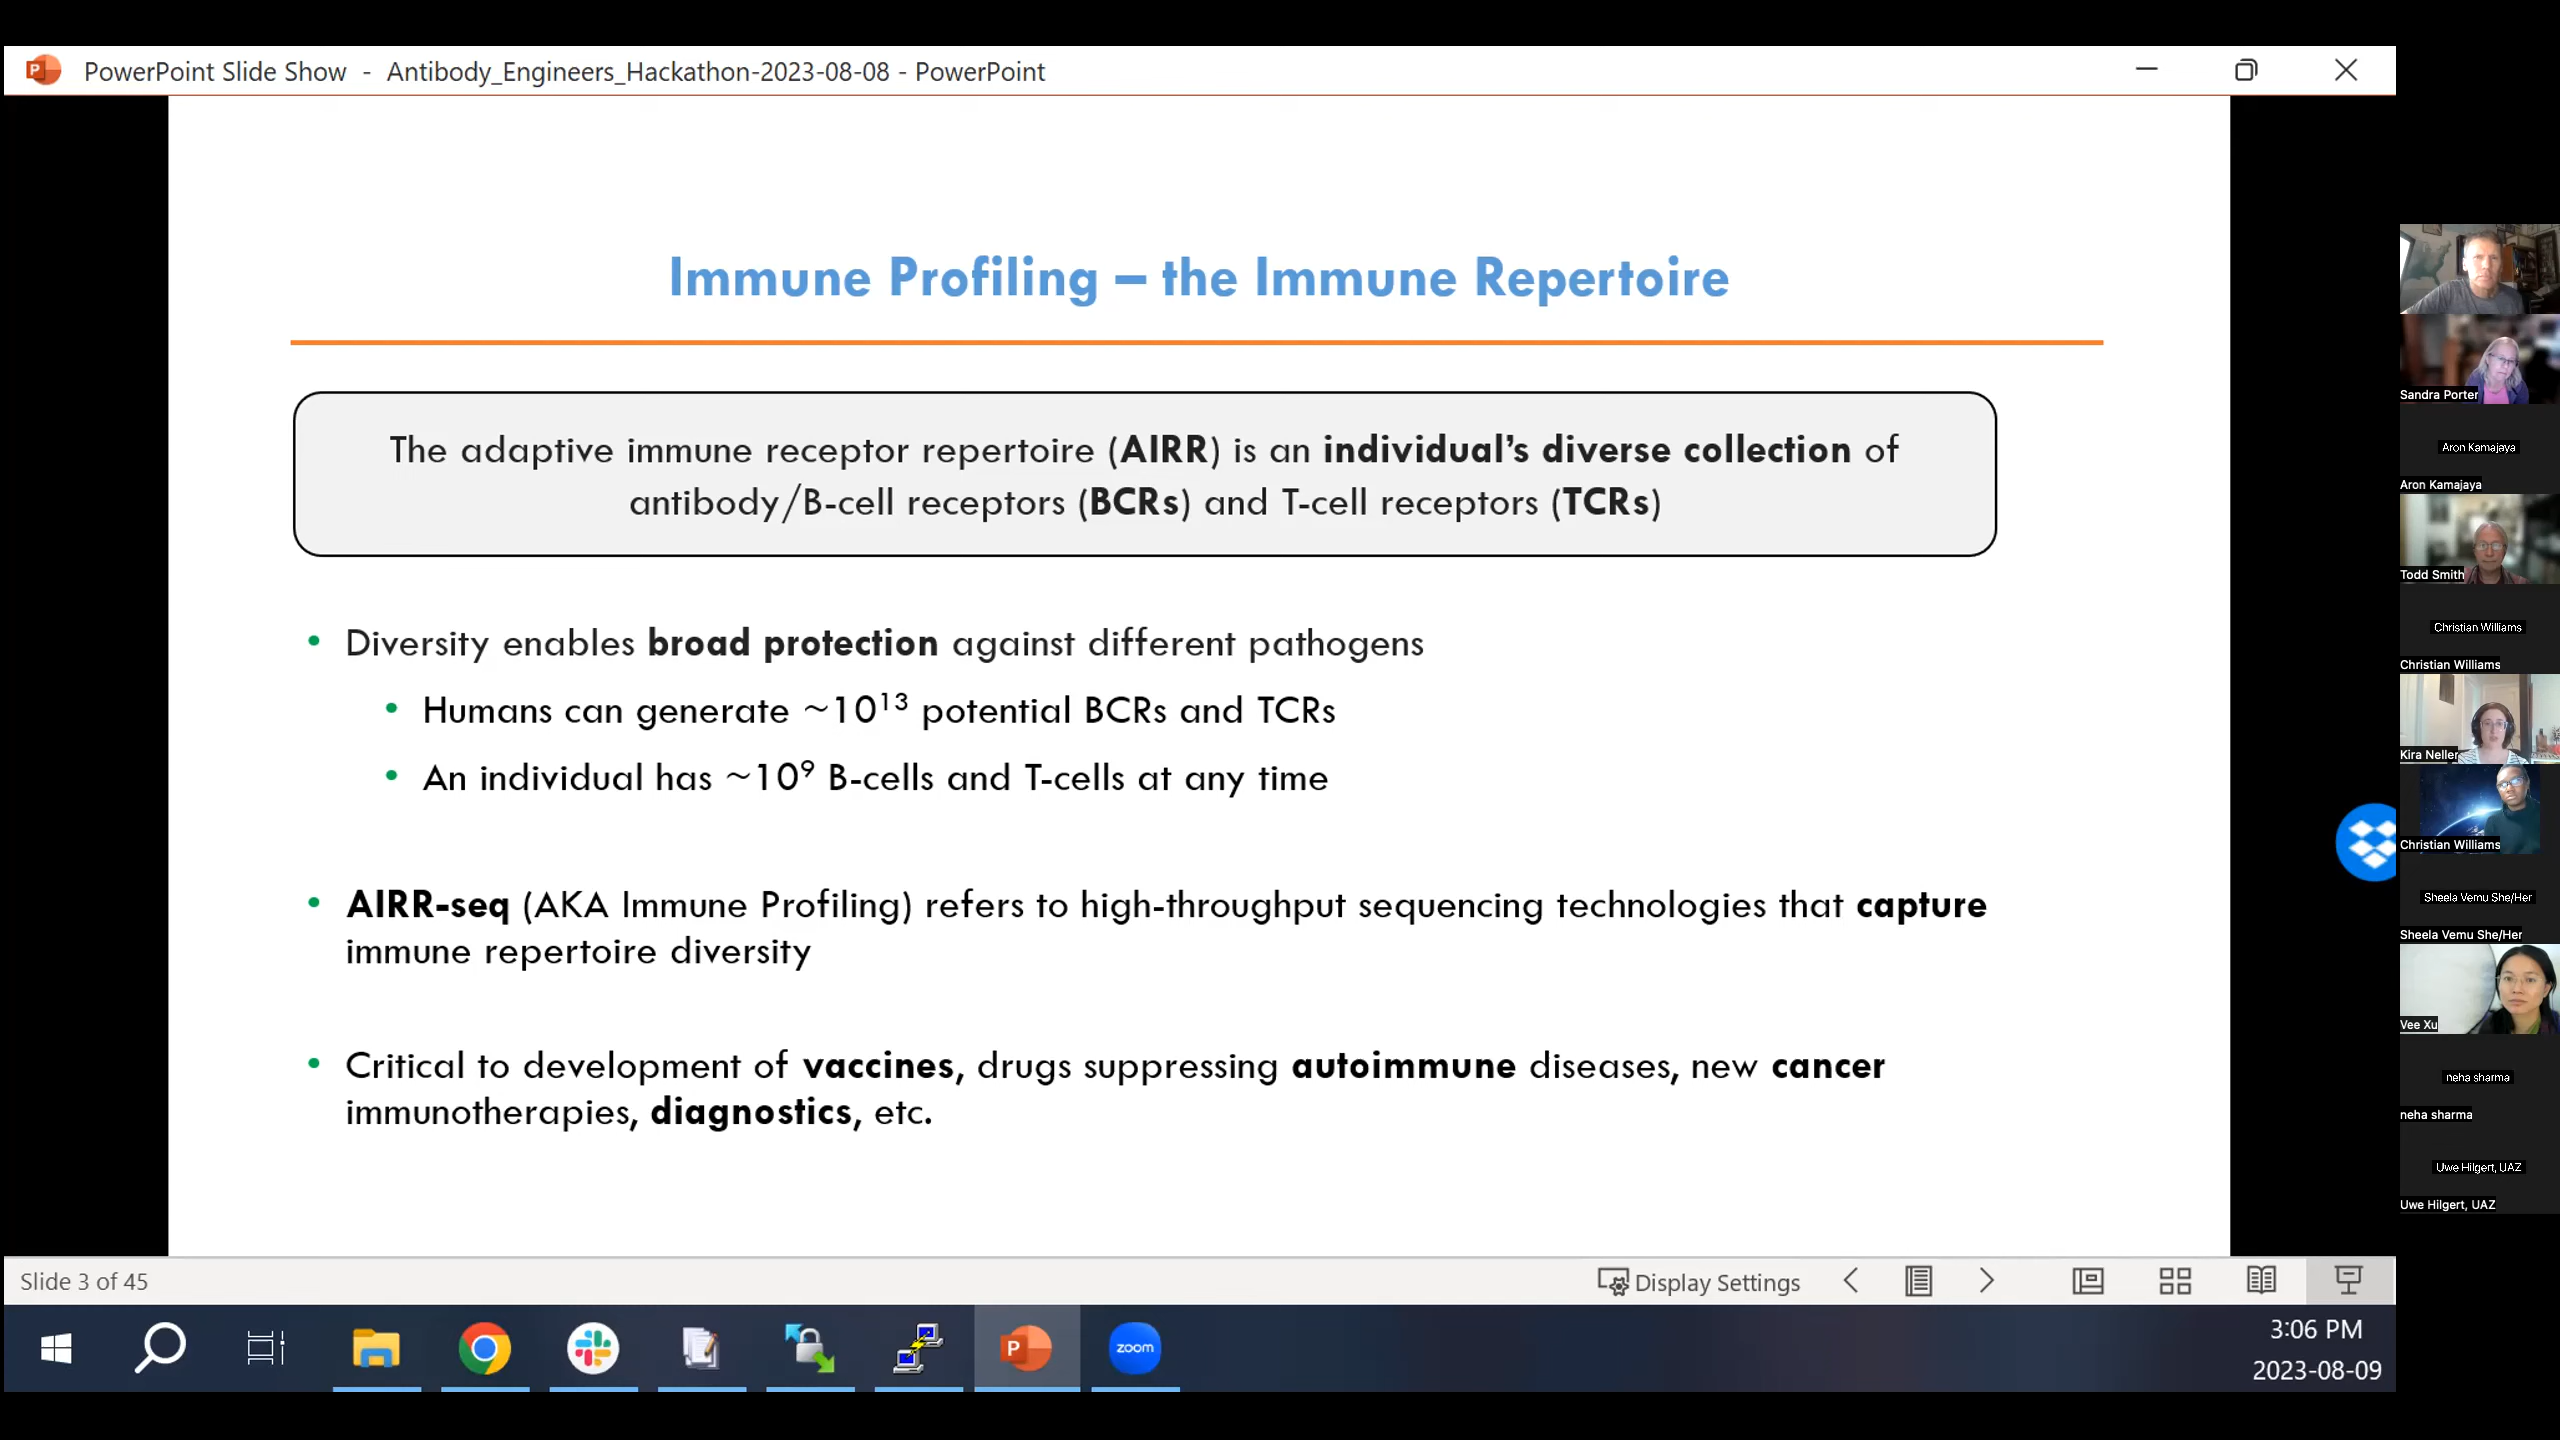 PowerPoint Slide Show - Antibody_Engineers_Hackathon-2023-08-08 - PowerPoint
Immune Profiling – the Immune Repertoire
The adaptive immune receptor repertoire (AIRR) is an individual’s diverse collection of
antibody/B-cell receptors (BCRs) and T-cell receptors (TCRs)
• Diversity enables broad protection against different pathogens
• Humans can generate ~10¹³ potential BCRs and TCRs
• An individual has ~10⁹ B-cells and T-cells at any time
• AIRR-seq (AKA Immune Profiling) refers to high-throughput sequencing technologies that capture
immune repertoire diversity
• Critical to development of vaccines, drugs suppressing autoimmune diseases, new cancer
immunotherapies, diagnostics, etc.
Slide 3 of 45
Display Settings
zoom
3:06 PM
2023-08-09
Sandra Porter
Aron Kamajaya
Aron Kamajaya
Todd Smith
Christian Williams
Christian Williams
Kira Neller
Christian Williams
Sheela Vemu She/Her
Sheela Vemu She/Her
Vee Xu
neha sharma
neha sharma
Uwe Hilgert, UAZ
Uwe Hilgert, UAZ